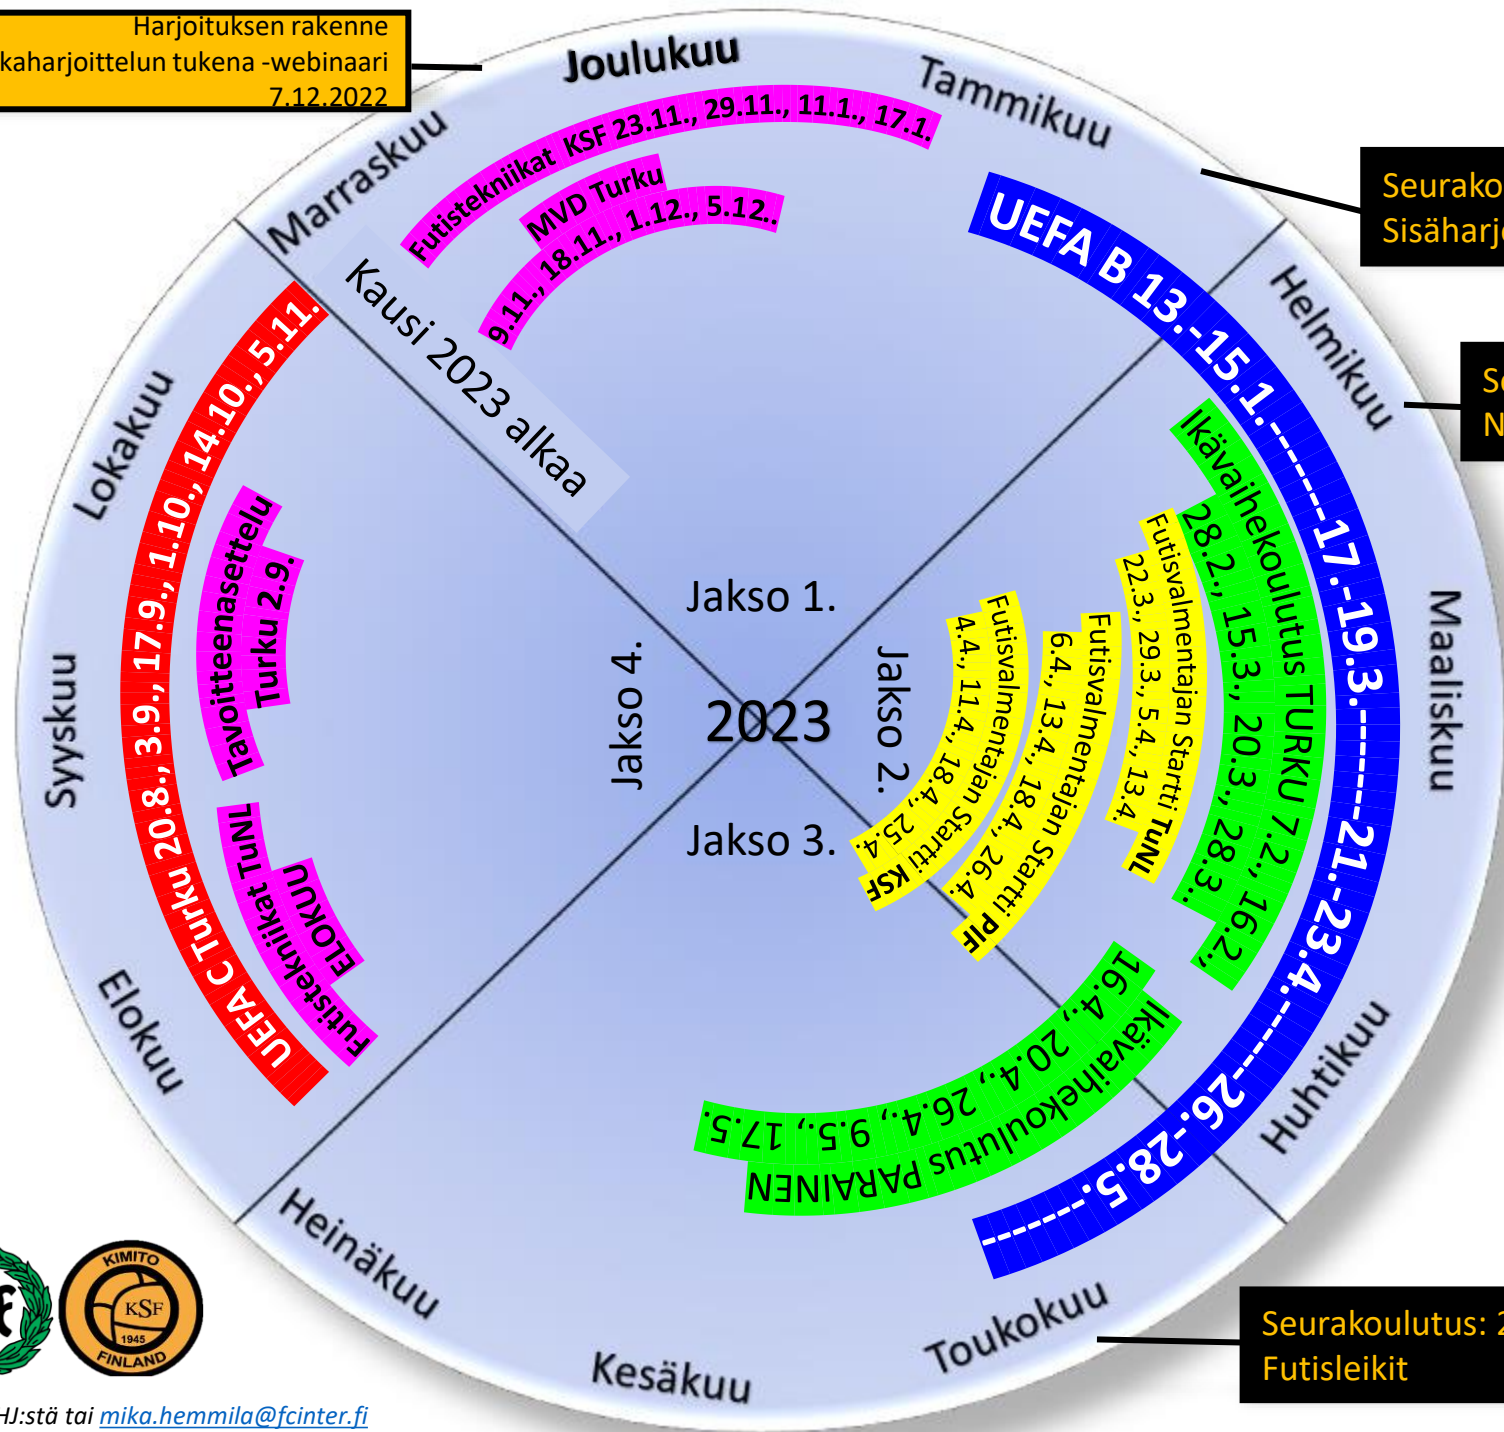 Harjoituksen rakenne
kaharjoittelun tukena -webinaari
7.12.2022
Joulukuu
Tammikuu
Marraskuu
Futistekniikat KSF 23.11., 29.11., 11.1., 17.1.
MVD Turku
9.11., 18.11., 1.12., 5.12..
Kausi 2023 alkaa
UEFA B 13.-15.1.-------17.-19.3.--------21.-23.4.-----26.-28.5.------
Seurako
Sisäharj
Helmikuu
Se
N
Ikävaihekoulutus TURKU 7.2., 16.2.,
28.2., 15.3., 20.3., 28.3..
Futisvalmentajan Startti TuNL
22.3., 29.3., 5.4., 13.4.
Futisvalmentajan Startti PIF
6.4., 13.4., 18.4., 26.4.
Futisvalmentajan Startti KSF
4.4., 11.4., 18.4., 25.4.
Maaliskuu
Huhtikuu
Jakso 1.
Jakso 2.
Jakso 3.
Jakso 4.
2023
16.4., 20.4., 26.4., 9.5., 17.5.
Ikävaihekoulutus PARAINEN
Toukokuu
Seurakoulutus: 2
Futisleikit
Kesäkuu
Heinäkuu
Elokuu
Syyskuu
Lokakuu
UEFA C Turku 20.8., 3.9., 17.9., 1.10., 14.10., 5.11.
Tavoitteenasettelu
Turku 2.9.
Futistekniikat TuNL
ELOKUU
KIMITO
KSF
1945
FINLAND
HJ:stä tai mika.hemmila@fcinter.fi